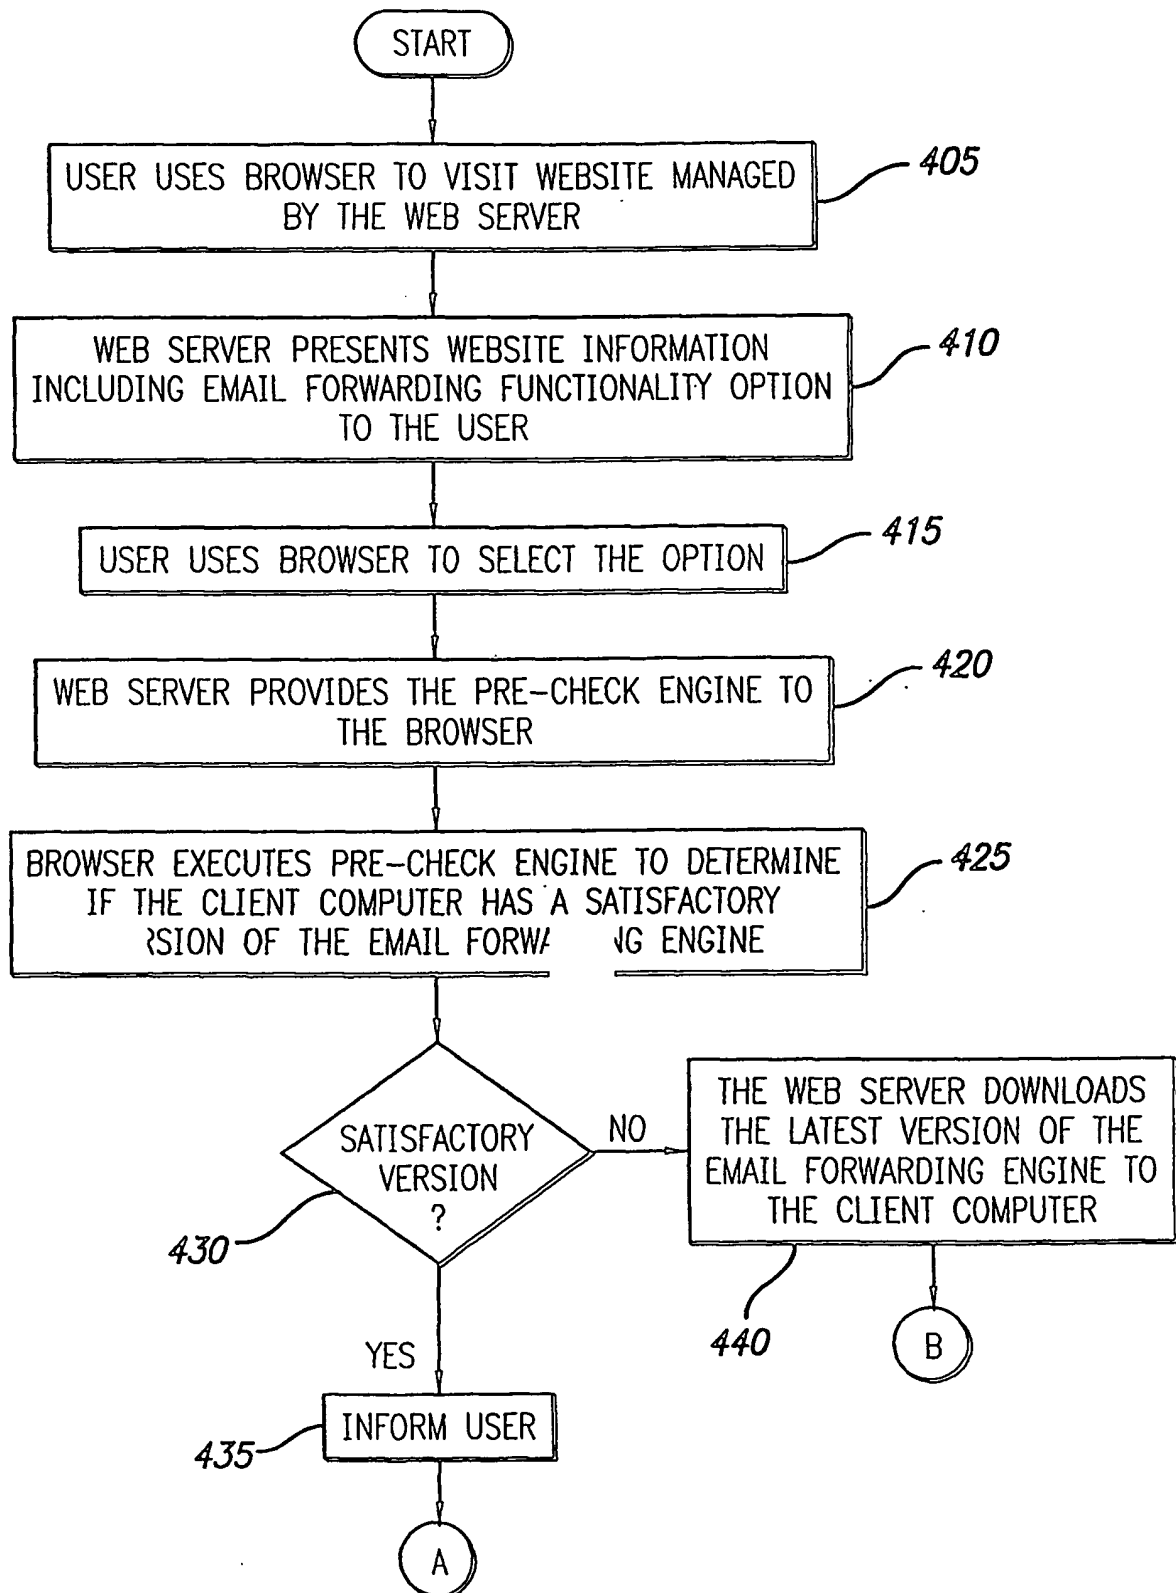 START
USER USES BROWSER TO VISIT WEBSITE MANAGED
BY THE WEB SERVER
405
WEB SERVER PRESENTS WEBSITE INFORMATION
INCLUDING EMAIL FORWARDING FUNCTIONALITY OPTION
TO THE USER
410
USER USES BROWSER TO SELECT THE OPTION
415
WEB SERVER PROVIDES THE PRE-CHECK ENGINE TO
THE BROWSER
420
BROWSER EXECUTES PRE-CHECK ENGINE TO DETERMINE
IF THE CLIENT COMPUTER HAS A SATISFACTORY
OF THE EMAIL ENGINE
425
SATISFACTORY
VERSION
?
430
NO
THE WEB SERVER DOWNLOADS
THE LATEST VERSION OF THE
EMAIL FORWARDING ENGINE TO
THE CLIENT COMPUTER
440
B
YES
INFORM USER
435
A